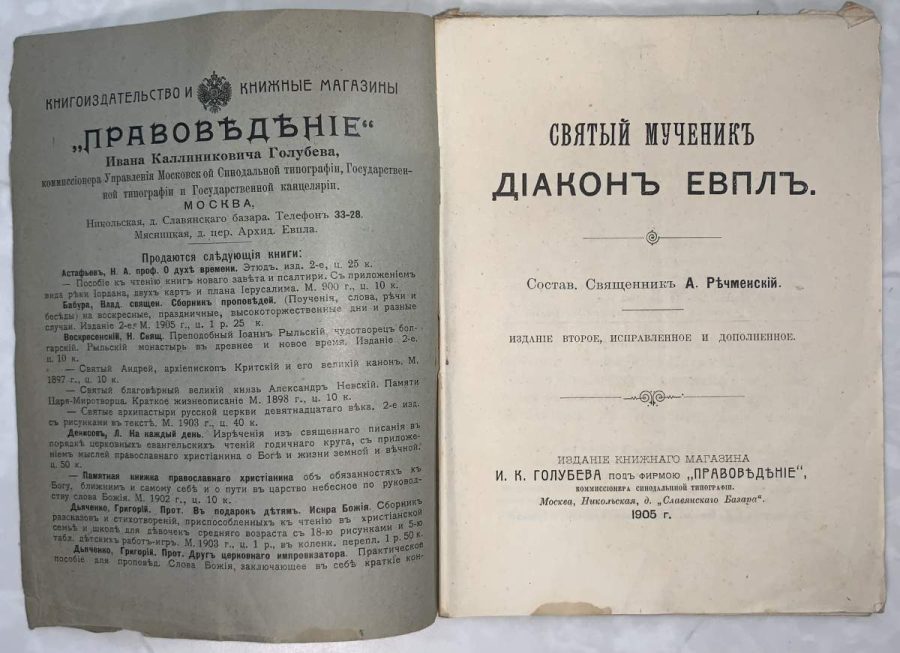 КНИГОИЗДАТЕЛЬСТВО И КНИЖНЫЕ МАГАЗИНЫ
„ПРАВОВѢДѢНІЕ“
Ивана Каллиниковича Голубева,
коммиссіонера Управленія Московской Синодальной типографіи, Государствен-
ной типографіи и Государственной канцеляріи.
МОСКВА,
Никольская, д. Славянскаго базара. Телефонъ 33-28.
Мясницкая, д. пер. Архид. Евпла.
Продаются слѣдующія книги:
Астафьевъ, Н. А. проф. О духѣ времени. Этюдъ. изд. 2-е, ц. 25 к.
— Пособіе къ чтенію книгъ новаго завѣта и псалтири. Съ приложеніемъ
вида рѣки Іордана, двухъ картъ и плана Іерусалима. М. 900 г., ц. 10 к.
Бабура, Влад. священ. Сборникъ проповѣдей. (Поученія, слова, рѣчи и
бесѣды) на воскресные, праздничные, высокоторжественные дни и разные
случаи. Изданіе 2-е. М. 1905 г., ц. 1 р. 25 к.
Воскресенскій, Н. Свящ. Преподобный Іоаннъ Рыльскій, чудотворецъ бол-
гарскій. Рыльскій монастырь въ древнее и новое время. Изданіе 2-е.
ц. 10 к.
— Святый Андрей, архіепископъ Критскій и его великій канонъ. М.
1897 г., ц. 10 к.
— Святый благовѣрный великій князь Александръ Невскій. Памяти
Царя-Миротворца. Краткое жизнеописаніе М. 1898 г., ц. 10 к.
— Святые архипастыри русской церкви девятнадцатаго вѣка. 2-е изд.
съ рисунками въ текстѣ. М. 1903 г., ц. 40 к.
Денисовъ, Л. На каждый день. Изрѣченія изъ священнаго писанія въ
порядкѣ церковныхъ евангельскихъ чтеній годичнаго круга, съ приложе-
ніемъ мыслей православнаго христіанина о Богѣ и жизни земной и вѣчной.
ц. 50 к.
— Памятная книжка православнаго христіанина объ обязанностяхъ къ
Богу, ближнимъ и самому себѣ и о пути въ царство небесное по руковод-
ству слова Божія. М. 1902 г., ц. 10 к.
Дьяченко, Григорій. Прот. Въ подарокъ дѣтямъ. Искра Божія. Сборникъ
разсказовъ и стихотвореній, приспособленныхъ къ чтенію въ христіанской
семьѣ и школѣ для дѣвочекъ средняго возраста съ 18-ю рисунками и 5-ю
табл. дѣтскихъ работъ-игръ. М. 1903 г., ц. 1 р., въ коленк. перепл. 1 р. 50 к.
Дьяченко, Григорій, Прот. Другъ церковнаго импровизатора. Практическое
пособіе для проповѣд. Слова Божія, заключающее въ себѣ краткіе кон-
СВЯТЫЙ МУЧЕНИКЪ
ДІАКОНЪ ЕВПЛЪ.
Состав. Священникъ А. Рѣчменскій.
ИЗДАНІЕ ВТОРОЕ, ИСПРАВЛЕННОЕ И ДОПОЛНЕННОЕ.
ИЗДАНІЕ КНИЖНАГО МАГАЗИНА
И. К. ГОЛУБЕВА ПОДЪ ФИРМОЮ „ПРАВОВѢДѢНІЕ“,
КОММИССІОНЕРА СИНОДАЛЬНОЙ ТИПОГРАФІИ.
Москва, Никольская, д. „Славянскаго Базара“.
1905 г.